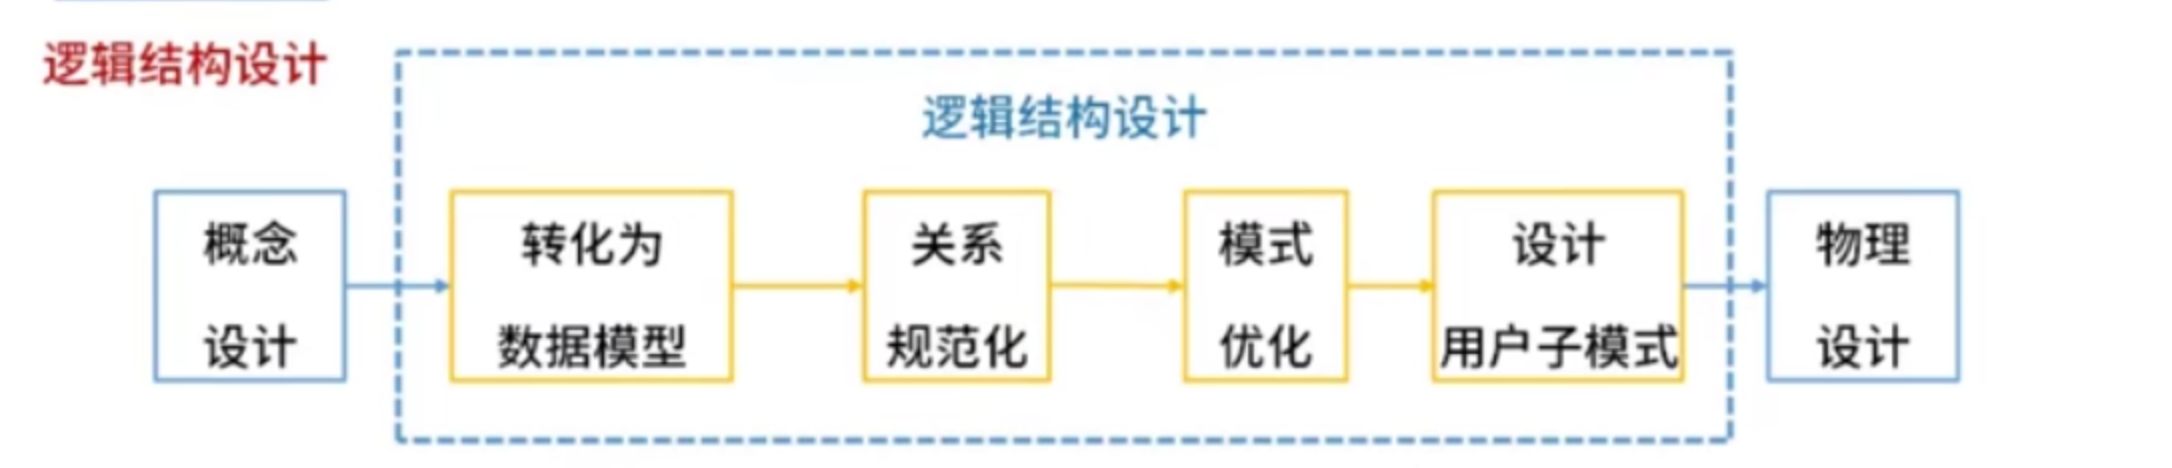 逻辑结构设计
逻辑结构设计
概念
设计
转化为
数据模型
关系
规范化
模式
优化
设计
用户子模式
物理
设计